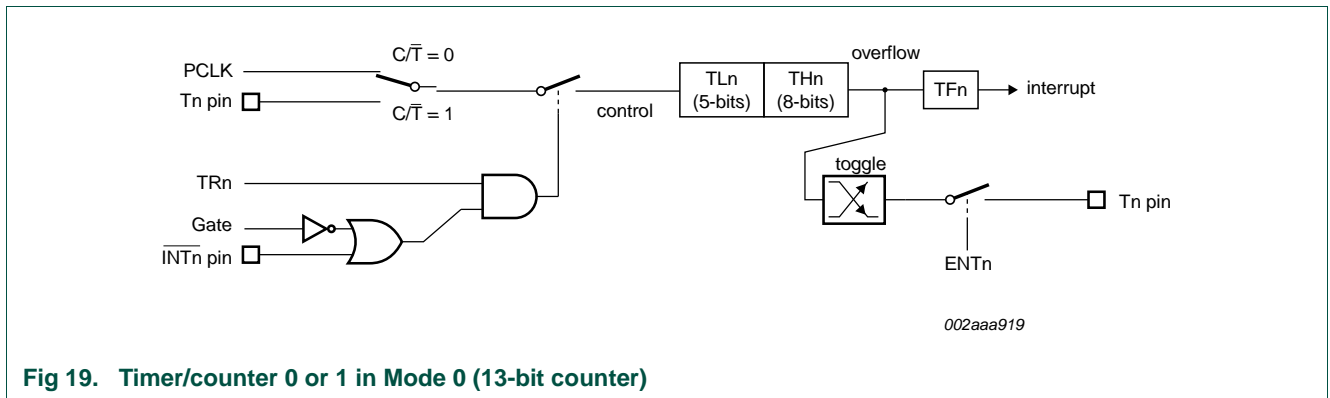 C/T̅ = 0
PCLK
Tn pin
C/T̅ = 1
control
TLn
(5-bits)
THn
(8-bits)
overflow
TFn
interrupt
toggle
Tn pin
ENTn
TRn
Gate
I̅N̅T̅n̅ pin
002aaa919
Fig 19. Timer/counter 0 or 1 in Mode 0 (13-bit counter)